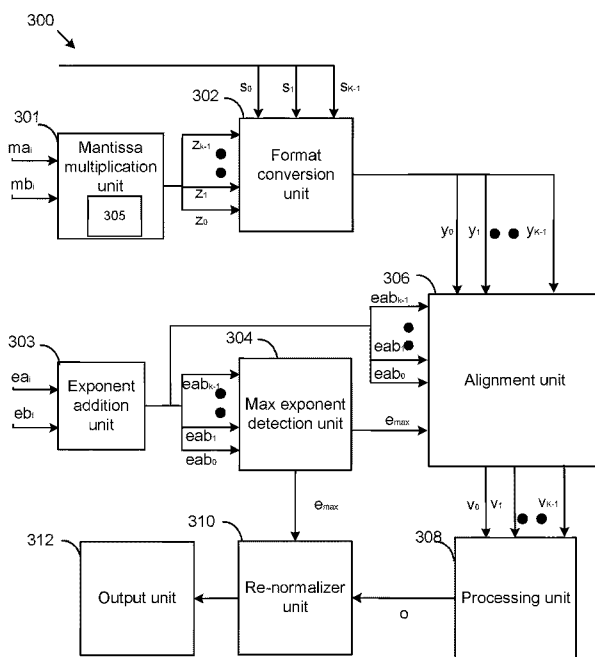 300
s0 s1 sK-1
301
302
mai
mbi
Mantissa
multiplication
unit
305
zk-1
z1
z0
Format
conversion
unit
y0 y1 yK-1
306
eabk-1
eab1
eab0
303
304
eai
ebi
Exponent
addition
unit
eabk-1
eab1
eab0
Max exponent
detection unit
emax
Alignment unit
emax
v0 v1 vK-1
312
310
308
Output unit
Re-normalizer
unit
o
Processing unit